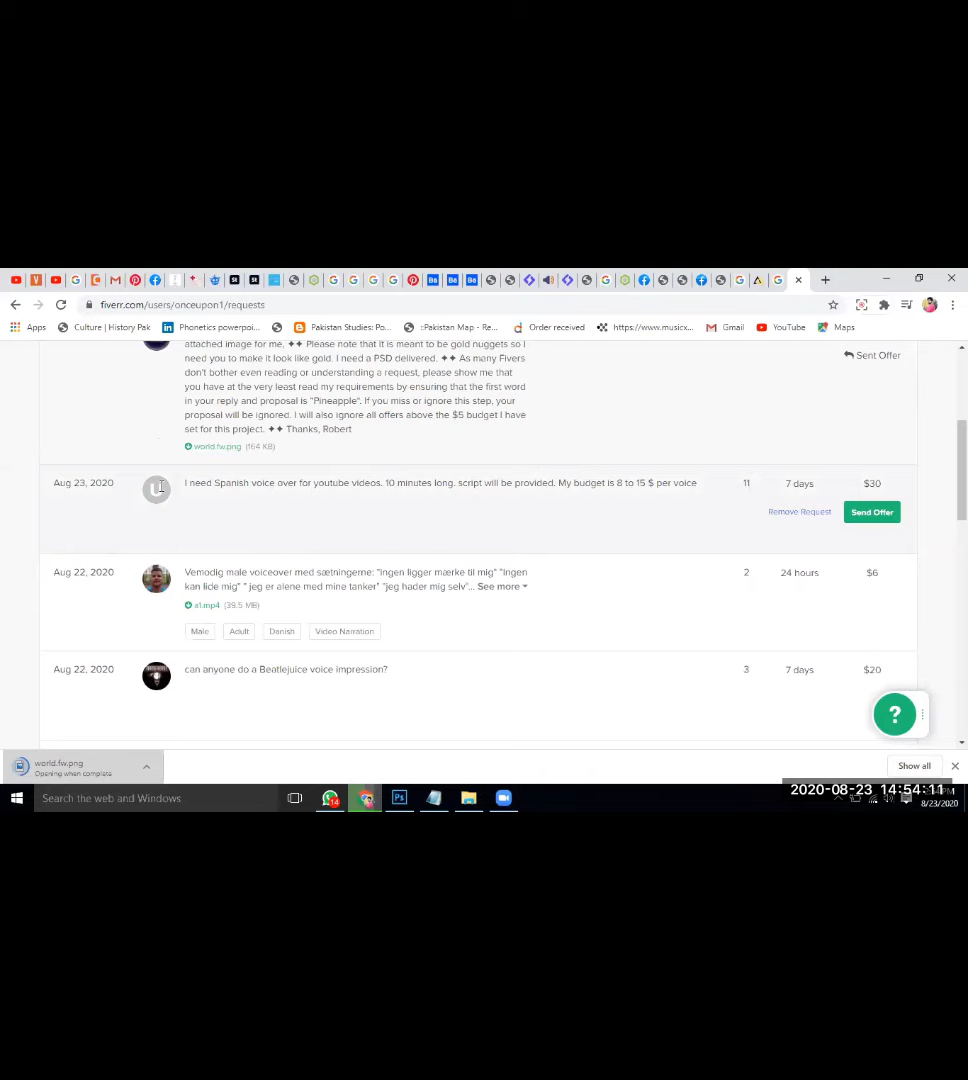 fiverr.com/users/onceupon1/requests
Apps Culture | History Pak Phonetics powerpoi... Pakistan Studies: Po... ::Pakistan Map - Re... Order received https://www.musicx... Gmail YouTube Maps
attached image for me. ✦✦ Please note that it is meant to be gold nuggets so I
need you to make it look like gold. I need a PSD delivered. ✦✦ As many Fivers
don't bother even reading or understanding a request, please show me that
you have at the very least read my requirements by ensuring that the first word
in your reply and proposal is "Pineapple". If you miss or ignore this step, your
proposal will be ignored. I will also ignore all offers above the $5 budget I have
set for this project. ✦✦ Thanks, Robert
Sent Offer
world.fw.png (164 KB)
Aug 23, 2020 I need Spanish voice over for youtube videos. 10 minutes long. script will be provided. My budget is 8 to 15 $ per voice 11 7 days $30
Remove Request Send Offer
Aug 22, 2020 Vemodig male voiceover med sætningerne: "ingen ligger mærke til mig" "Ingen 2 24 hours $6
kan lide mig" " jeg er alene med mine tanker" "jeg hader mig selv"... See more
a1.mp4 (39.5 MB)
Male Adult Danish Video Narration
Aug 22, 2020 can anyone do a Beatlejuice voice impression? 3 7 days $20
?
world.fw.png
Opening when complete
Show all
Search the web and Windows
14
2020-08-23 14:54:11
8/23/2020